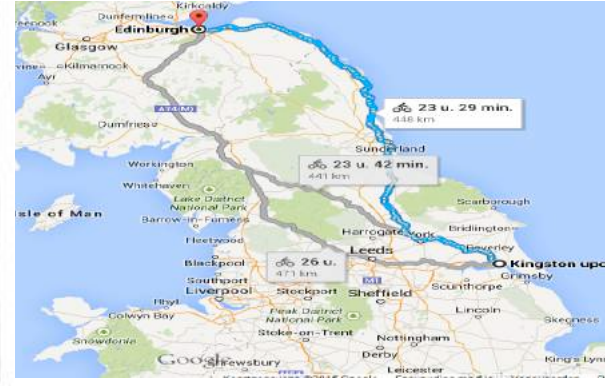 Kirkcaldy
Dunfermline
Edinburgh
Glasgow
Kilmarnock
Ayr
A74(M)
23 u. 29 min.
446 km
Dumfries
Sunderland
23 u. 42 min.
441 km
Workington
Whitehaven
Lake District
National Park
Scarborough
Isle of Man
Barrow-in-Furness
Bridlington
Harrogate
York
Fleetwood
Beverley
Leeds
26 u.
471 km
Kingston upo
Blackpool
Grimsby
M1
Southport
Scunthorpe
Liverpool
Stockport
Sheffield
Rhyl
Colwyn Bay
Peak District
National Park
Lincoln
Skegness
Snowdonia
Stoke-on-Trent
Nottingham
Google
Shrewsbury
Derby
King's Lynn
Leicester